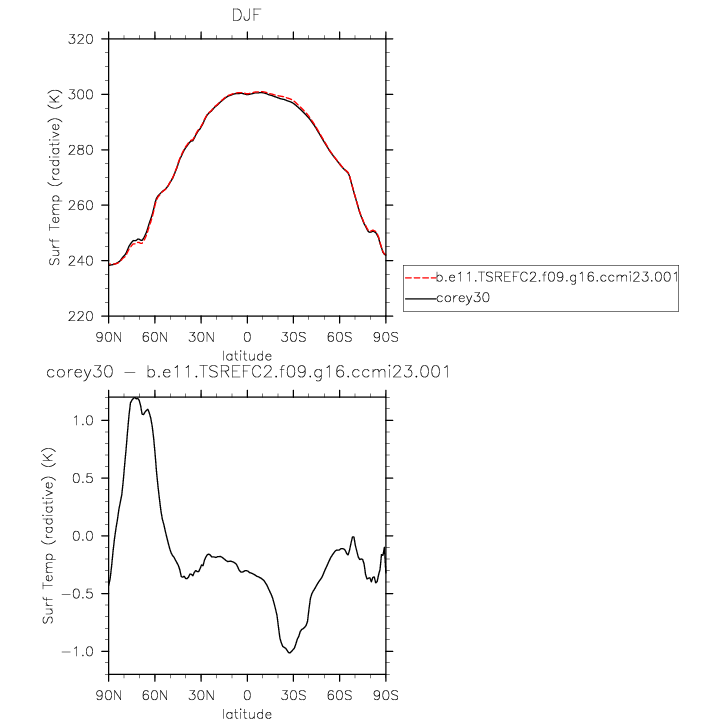 DJF
320
300
280
260
240
220
Surf Temp (radiative) (K)
90N 60N 30N 0 30S 60S 90S
latitude
b.e11.TSREFC2.f09.g16.ccmi23.001
corey30
corey30 − b.e11.TSREFC2.f09.g16.ccmi23.001
1.0
0.5
0.0
−0.5
−1.0
Surf Temp (radiative) (K)
90N 60N 30N 0 30S 60S 90S
latitude